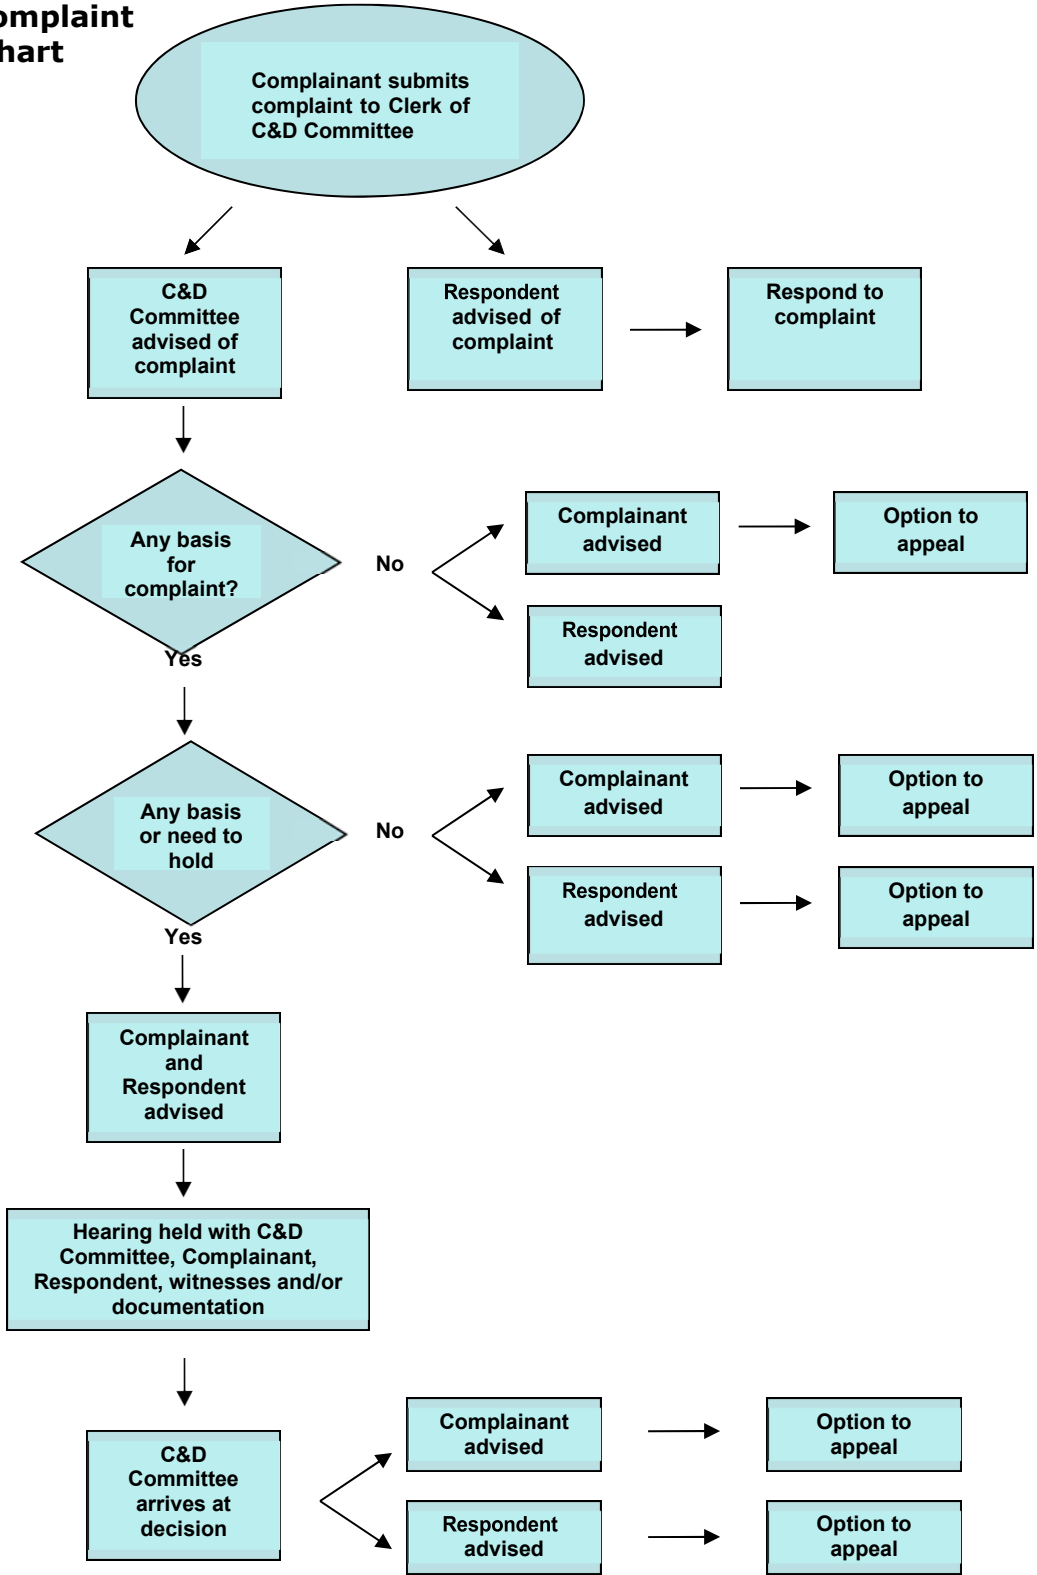 omplaint
hart
Complainant submits
complaint to Clerk of
C&D Committee
C&D
Committee
advised of
complaint
Respondent
advised of
complaint
Respond to
complaint
Any basis
for
complaint?
No
Complainant
advised
Option to
appeal
Respondent
advised
Yes
Any basis
or need to
hold
No
Complainant
advised
Option to
appeal
Respondent
advised
Option to
appeal
Yes
Complainant
and
Respondent
advised
Hearing held with C&D
Committee, Complainant,
Respondent, witnesses and/or
documentation
C&D
Committee
arrives at
decision
Complainant
advised
Option to
appeal
Respondent
advised
Option to
appeal